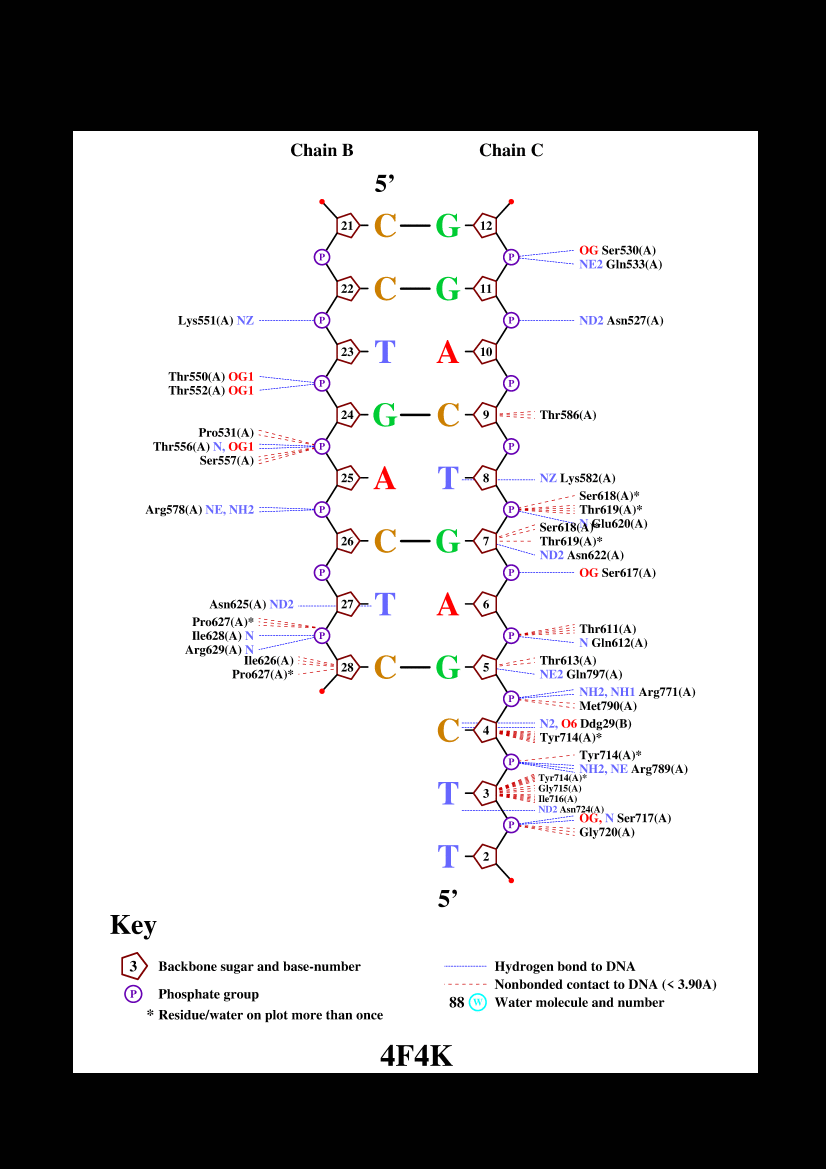 Chain B Chain C
5’
21 C G 12
P P
OG Ser530(A)
NE2 Gln533(A)
22 C G 11
Lys551(A) NZ P P ND2 Asn527(A)
23 T A 10
Thr550(A) OG1
P P
Thr552(A) OG1
24 G C 9 Thr586(A)
Pro531(A)
Thr556(A) N, OG1 P P
Ser557(A)
25 A T 8 NZ Lys582(A)
Ser618(A)*
Arg578(A) NE, NH2 P P Thr619(A)*
N Glu620(A)
Ser618(A)*
26 C G 7 Thr619(A)*
ND2 Asn622(A)
P P OG Ser617(A)
Asn625(A) ND2 27 T A 6
Pro627(A)*
Thr611(A)
Ile628(A) N P P
N Gln612(A)
Arg629(A) N
Ile626(A) Thr613(A)
28 C G 5
Pro627(A)* NE2 Gln797(A)
NH2, NH1 Arg771(A)
P
Met790(A)
N2, O6 Ddg29(B)
C 4
Tyr714(A)*
Tyr714(A)*
P
NH2, NE Arg789(A)
Tyr714(A)*
Gly715(A)
T 3
Ile716(A)
ND2 Asn724(A)
OG, N Ser717(A)
P
Gly720(A)
T 2
5’
Key
3 Backbone sugar and base-number
Hydrogen bond to DNA
Nonbonded contact to DNA (< 3.90A)
P Phosphate group
88 W Water molecule and number
* Residue/water on plot more than once
4F4K